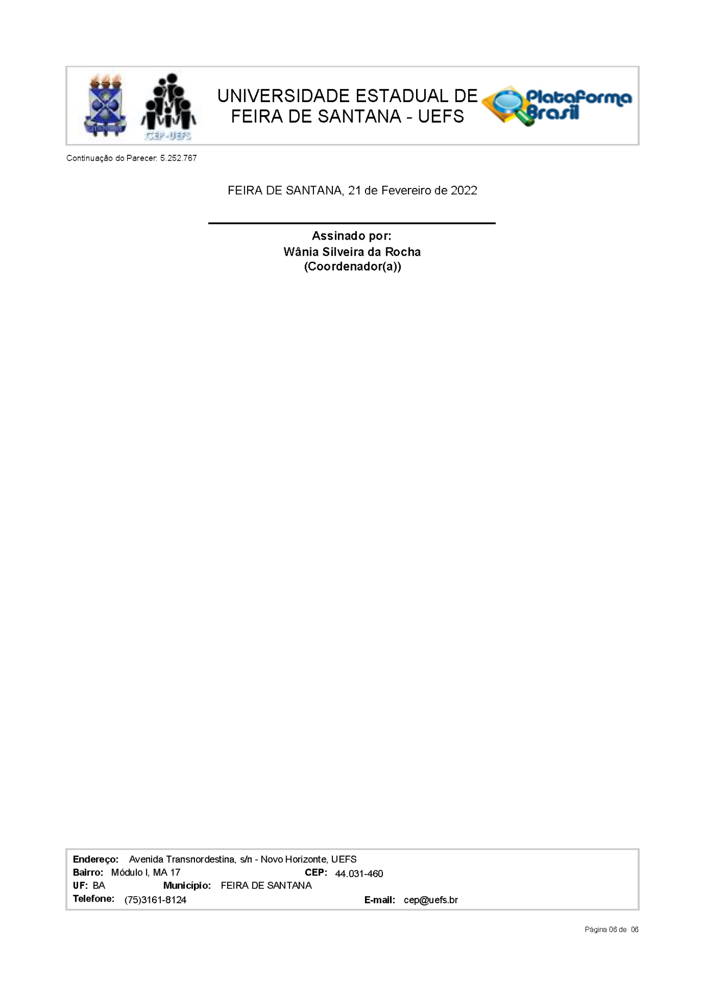 UNIVERSIDADE ESTADUAL DE
FEIRA DE SANTANA - UEFS
CEP-UEFS
Plataforma
Brasil
Continuação do Parecer: 5.252.767
FEIRA DE SANTANA, 21 de Fevereiro de 2022
Assinado por:
Wânia Silveira da Rocha
(Coordenador(a))
Endereço: Avenida Transnordestina, s/n - Novo Horizonte, UEFS
Bairro: Módulo I, MA 17 CEP: 44.031-460
UF: BA Município: FEIRA DE SANTANA
Telefone: (75)3161-8124 E-mail: cep@uefs.br
Página 06 de 06